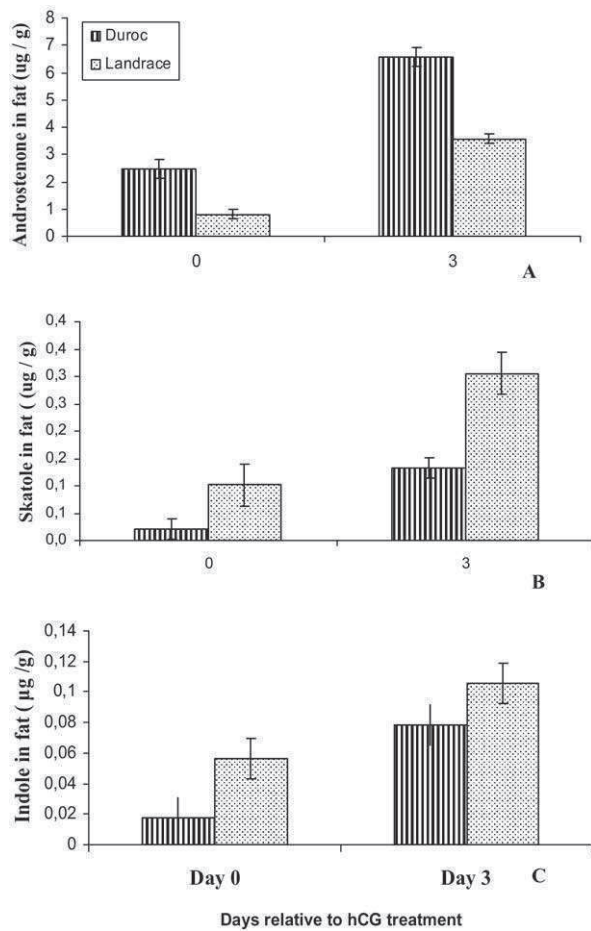 Androstenone in fat (ug / g)
8
7
6
5
4
3
2
1
0
Duroc
Landrace
0
3
A
Skatole in fat ( (ug / g)
0,4
0,4
0,3
0,3
0,2
0,2
0,1
0,1
0,0
0
3
B
Indole in fat ( µg /g)
0,14
0,12
0,1
0,08
0,06
0,04
0,02
0
Day 0
Day 3
C
Days relative to hCG treatment